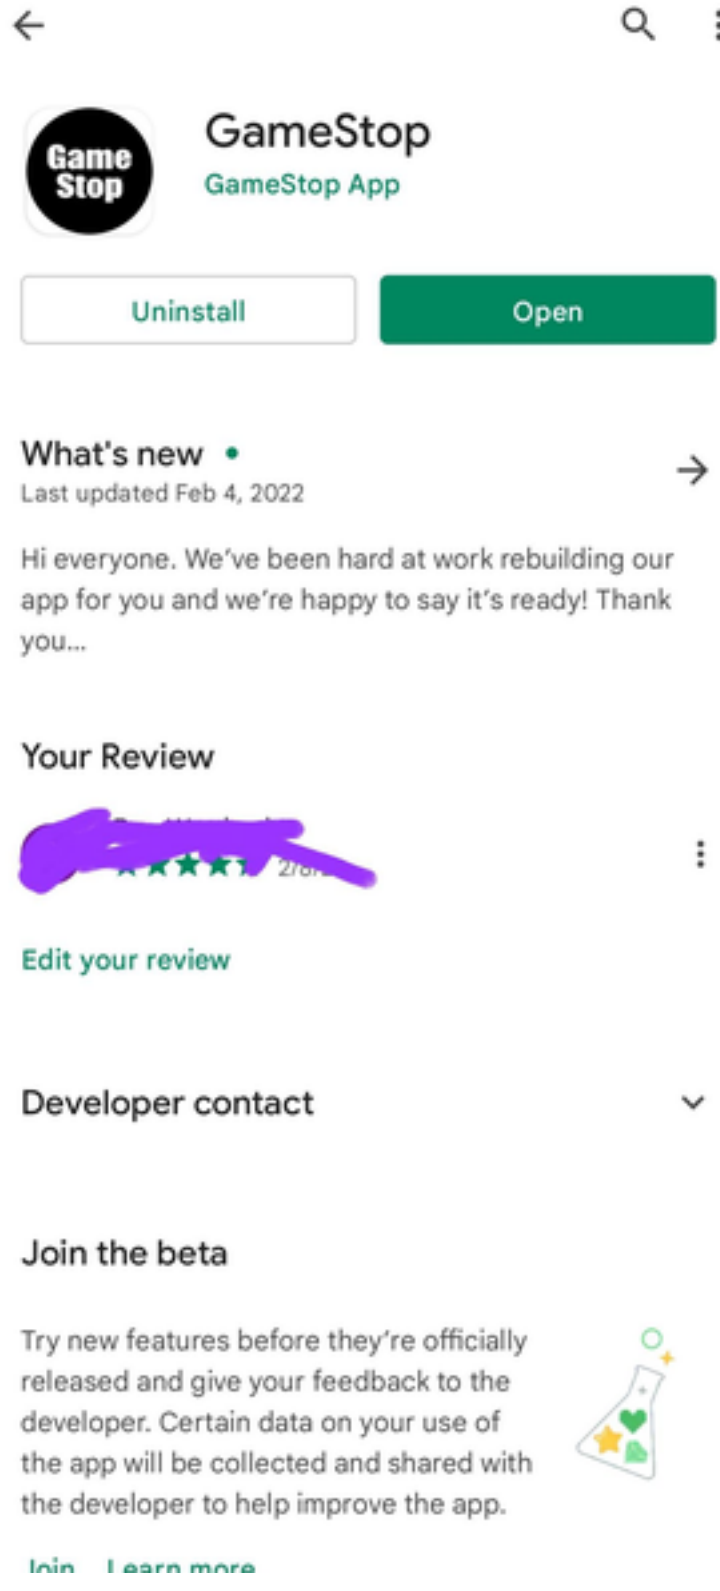 Game
Stop
GameStop
GameStop App
Uninstall
Open
What's new
Last updated Feb 4, 2022
Hi everyone. We've been hard at work rebuilding our
app for you and we're happy to say it's ready! Thank
you...
Your Review
Edit your review
Developer contact
Join the beta
Try new features before they're officially
released and give your feedback to the
developer. Certain data on your use of
the app will be collected and shared with
the developer to help improve the app.
Join Learn more